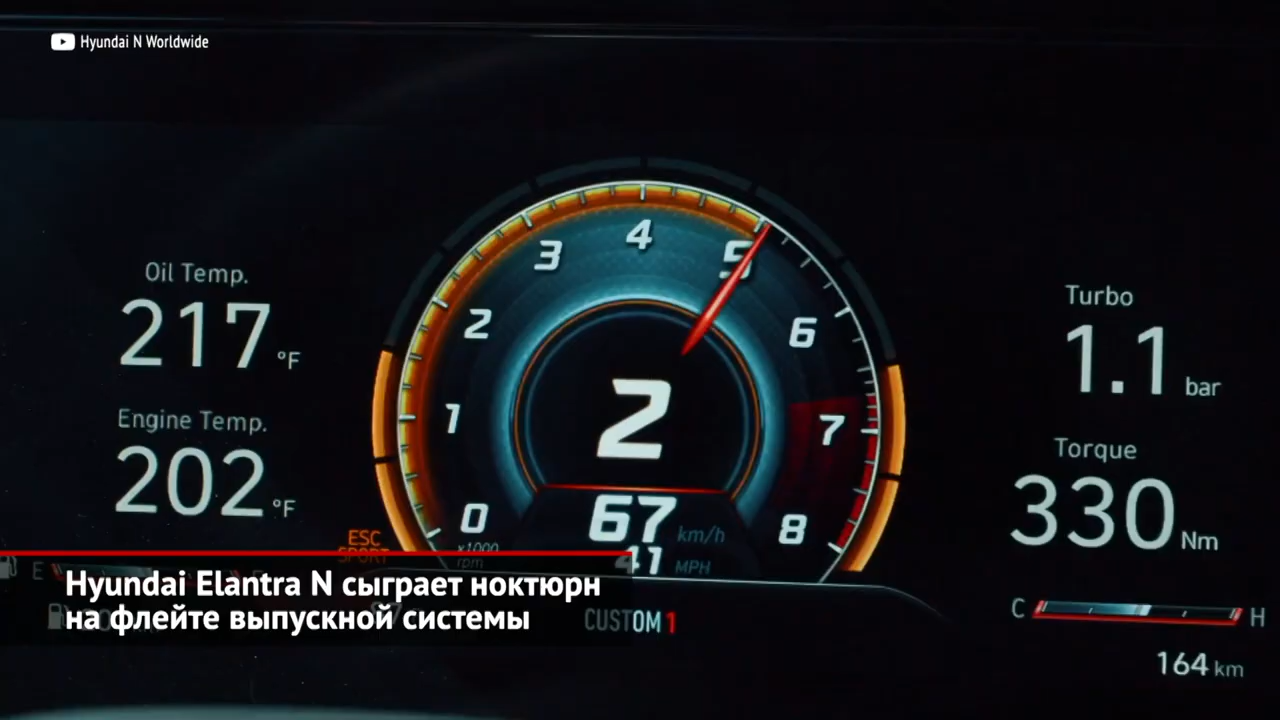 Hyundai N Worldwide
Oil Temp.
217 °F
Engine Temp.
202 °F
0
1
2
3
4
5
6
7
8
x1000
rpm
2
67 km/h
41 MPH
Turbo
1.1 bar
Torque
330 Nm
ESC
SPORT
E
C
H
Hyundai Elantra N сыграет ноктюрн
на флейте выпускной системы
CUSTOM 1
164 km